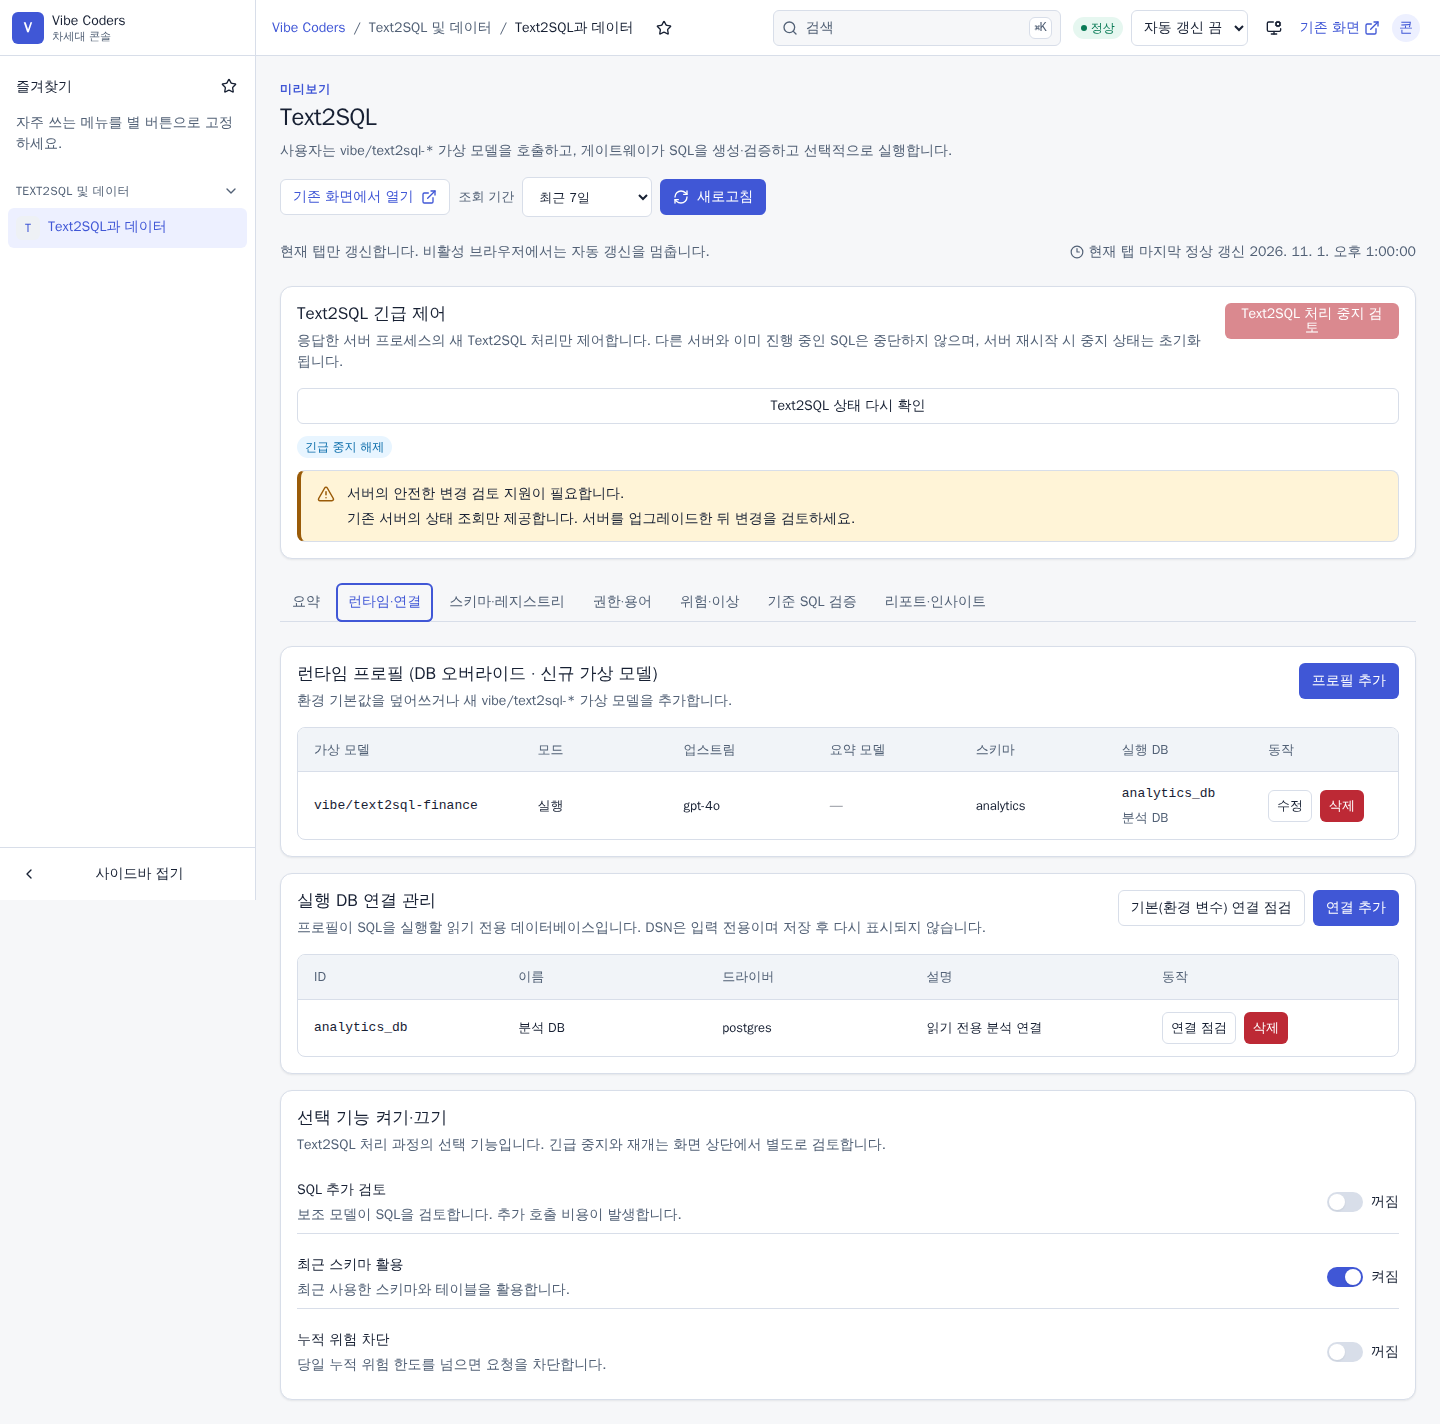 V
Vibe Coders
차세대 콘솔
Vibe Coders / Text2SQL 및 데이터 / Text2SQL과 데이터
검색
⌘K
정상
자동 갱신 끔
기존 화면
콘
즐겨찾기
자주 쓰는 메뉴를 별 버튼으로 고정
하세요.
TEXT2SQL 및 데이터
T Text2SQL과 데이터
사이드바 접기
미리보기
Text2SQL
사용자는 vibe/text2sql-* 가상 모델을 호출하고, 게이트웨이가 SQL을 생성·검증하고 선택적으로 실행합니다.
기존 화면에서 열기
조회 기간
최근 7일
새로고침
현재 탭만 갱신합니다. 비활성 브라우저에서는 자동 갱신을 멈춥니다.
현재 탭 마지막 정상 갱신 2026. 11. 1. 오후 1:00:00
Text2SQL 긴급 제어
응답한 서버 프로세스의 새 Text2SQL 처리만 제어합니다. 다른 서버와 이미 진행 중인 SQL은 중단하지 않으며, 서버 재시작 시 중지 상태는 초기화
됩니다.
Text2SQL 처리 중지 검
토
Text2SQL 상태 다시 확인
긴급 중지 해제
서버의 안전한 변경 검토 지원이 필요합니다.
기존 서버의 상태 조회만 제공합니다. 서버를 업그레이드한 뒤 변경을 검토하세요.
요약
런타임·연결
스키마·레지스트리
권한·용어
위험·이상
기준 SQL 검증
리포트·인사이트
런타임 프로필 (DB 오버라이드 · 신규 가상 모델)
환경 기본값을 덮어쓰거나 새 vibe/text2sql-* 가상 모델을 추가합니다.
프로필 추가
가상 모델 모드 업스트림 요약 모델 스키마 실행 DB 동작
vibe/text2sql-finance 실행 gpt-4o — analytics analytics_db
분석 DB
수정 삭제
실행 DB 연결 관리
프로필이 SQL을 실행할 읽기 전용 데이터베이스입니다. DSN은 입력 전용이며 저장 후 다시 표시되지 않습니다.
기본(환경 변수) 연결 점검
연결 추가
ID 이름 드라이버 설명 동작
analytics_db 분석 DB postgres 읽기 전용 분석 연결 연결 점검 삭제
선택 기능 켜기·끄기
Text2SQL 처리 과정의 선택 기능입니다. 긴급 중지와 재개는 화면 상단에서 별도로 검토합니다.
SQL 추가 검토
보조 모델이 SQL을 검토합니다. 추가 호출 비용이 발생합니다.
꺼짐
최근 스키마 활용
최근 사용한 스키마와 테이블을 활용합니다.
켜짐
누적 위험 차단
당일 누적 위험 한도를 넘으면 요청을 차단합니다.
꺼짐